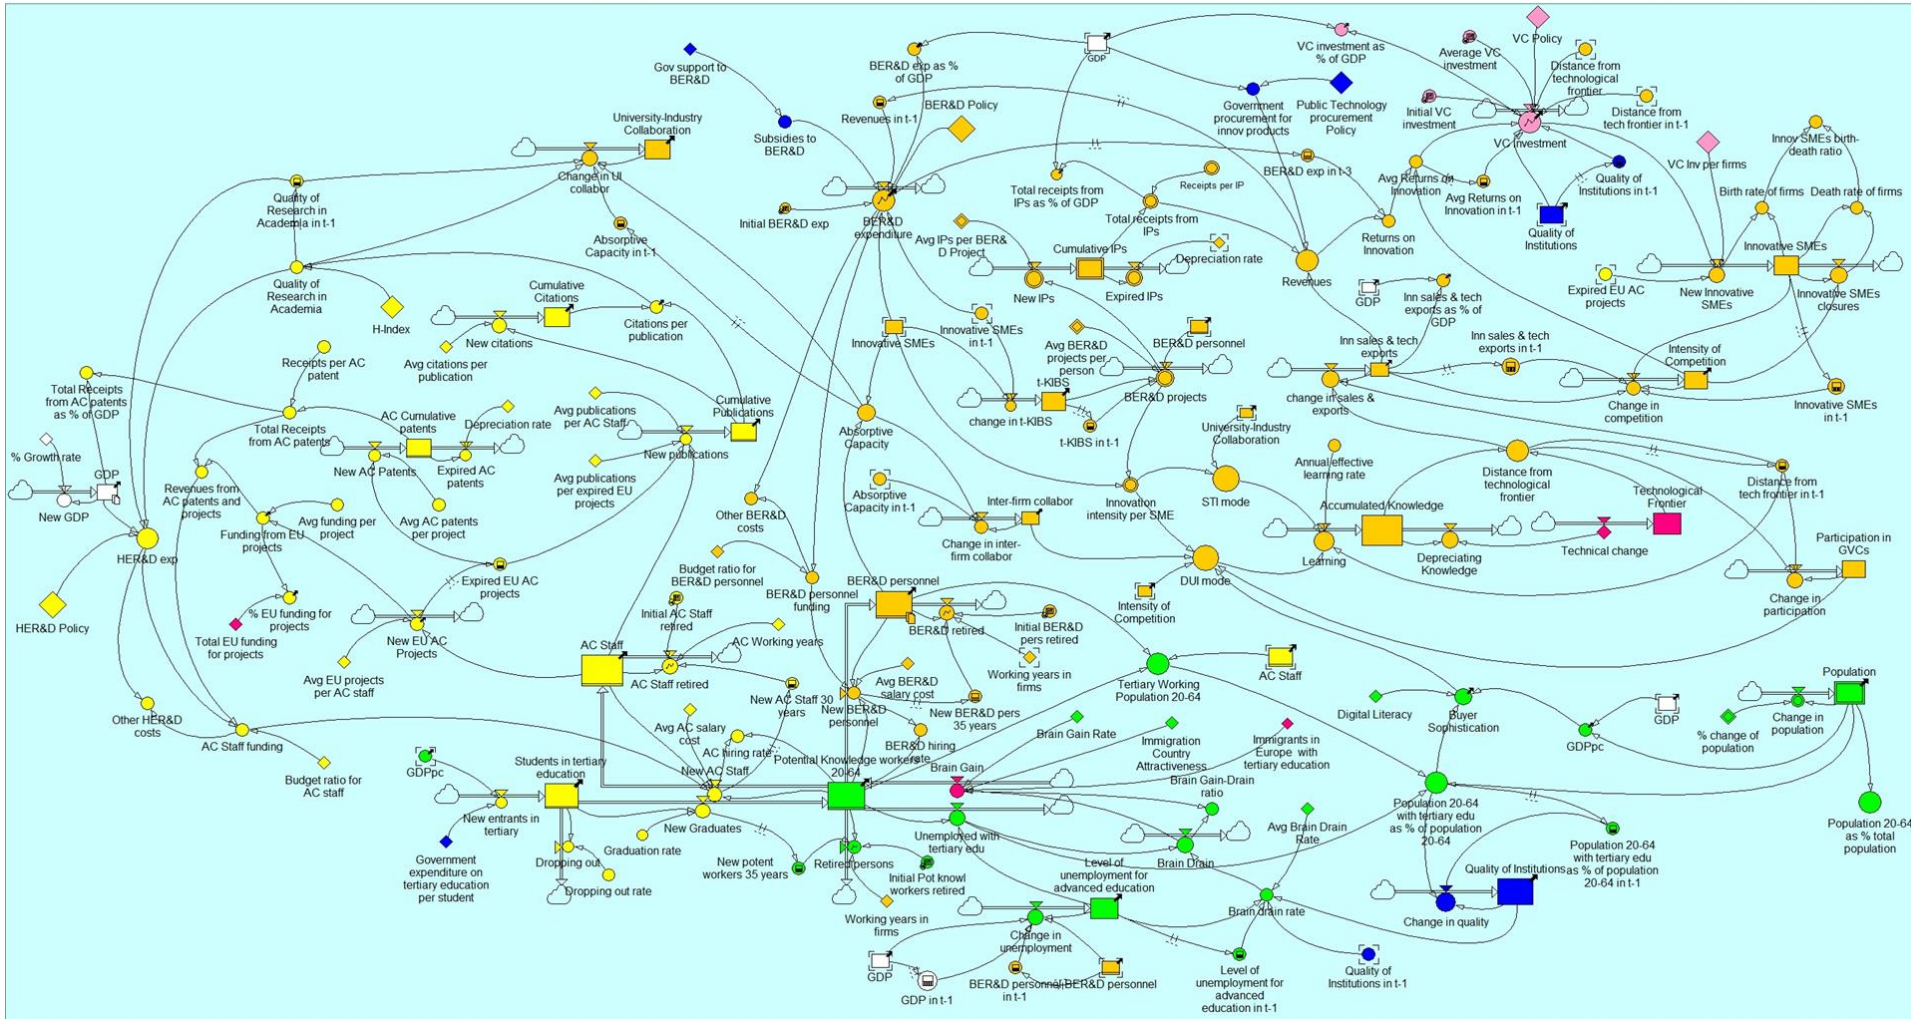 Gov support to
BER&D
Subsidies to
BER&D
University-Industry
Collaboration
Change in UI
collabor
Quality of
Research in
Academia in t-1
Absorptive
Capacity in t-1
Quality of
Research in
Academia
H-Index
BER&D exp as %
of GDP
Revenues in t-1
BER&D Policy
Initial BER&D exp
BER&D
expenditure
GDP
Total receipts from
IPs as % of GDP
Receipts per IP
Total receipts from
IPs
BER&D exp in t-3
Government
procurement for
innov products
Public Technology
procurement
Policy
VC investment as
% of GDP
Average VC
investment
VC Policy
Distance from
technological
frontier
Initial VC
investment
VC Investment
Distance from
tech frontier in t-1
Avg Returns on
Innovation
Avg Returns on
Innovation in t-1
Quality of
Institutions in t-1
Quality of
Institutions
VC Inv per firms
Innov SMEs birth-
death ratio
Birth rate of firms
Death rate of firms
Returns on
Innovation
Revenues
Innovative SMEs
Expired EU AC
projects
New Innovative
SMEs
Innovative SMEs
closures
Avg IPs per BER&
D Project
Cumulative IPs
Depreciation rate
New IPs
Expired IPs
GDP
Inn sales & tech
exports as % of
GDP
Cumulative
Citations
New citations
Citations per
publication
Avg citations per
publication
Innovative SMEs
Innovative SMEs
in t-1
Avg BER&D
projects per
person
BER&D personnel
t-KIBS
change in t-KIBS
t-KIBS in t-1
BER&D projects
Inn sales & tech
exports
change in sales &
exports
Inn sales & tech
exports in t-1
Intensity of
Competition
Change in
competition
Innovative SMEs
in t-1
Receipts per AC
patent
Total Receipts
from AC patents
as % of GDP
Total Receipts
from AC patents
AC Cumulative
patents
Depreciation rate
New AC Patents
Expired AC
patents
Avg publications
per AC Staff
Cumulative
Publications
New publications
Avg publications
per expired EU
projects
Absorptive
Capacity
% Growth rate
GDP
New GDP
Revenues from
AC patents and
projects
Funding from EU
projects
Avg funding per
project
Avg AC patents
per project
HER&D exp
HER&D Policy
% EU funding for
projects
Total EU funding
for projects
Expired EU AC
projects
New EU AC
Projects
Avg EU projects
per AC staff
Absorptive
Capacity in t-1
Inter-firm collabor
Change in inter-
firm collabor
Other BER&D
costs
Budget ratio for
BER&D personnel
BER&D personnel
funding
University-Industry
Collaboration
Innovation
intensity per SME
STI mode
Annual effective
learning rate
Accumulated Knowledge
Learning
Depreciating
Knowledge
Distance from
technological
frontier
Technological
Frontier
Technical change
Distance from
tech frontier in t-1
Participation in
GVCs
Change in
participation
DUI mode
Intensity of
Competition
BER&D personnel
BER&D retired
Initial BER&D
pers retired
Working years in
firms
Initial AC Staff
retired
AC Working years
AC Staff
AC Staff retired
New AC Staff 30
years
Avg BER&D
salary cost
New BER&D
personnel
New BER&D pers
35 years
BER&D hiring
rate
Tertiary Working
Population 20-64
AC Staff
Other HER&D
costs
AC Staff funding
Budget ratio for
AC staff
Avg AC salary
cost
AC hiring rate
New AC Staff
Potential Knowledge workers
20-64
Brain Gain
Brain Gain Rate
Immigration
Country
Attractiveness
Immigrants in
Europe with
tertiary education
Brain Gain-Drain
ratio
Digital Literacy
Buyer
Sophistication
GDP
GDPpc
Population
% change of
population
Change in
population
Population 20-64
as % total
population
GDPpc
Students in tertiary
education
New entrants in
tertiary
Government
expenditure on
tertiary education
per student
Dropping out
Dropping out rate
Graduation rate
New Graduates
New potent
workers 35 years
Retired persons
Initial Pot knowl
workers retired
Working years in
firms
Unemployed with
tertiary edu
Brain Drain
Avg Brain Drain
Rate
Population 20-64
with tertiary edu
as % of population
20-64
Population 20-64
with tertiary edu
as % of population
20-64 in t-1
Level of
unemployment for
advanced education
Brain drain rate
Quality of Institutions
Change in quality
Change in
unemployment
GDP
GDP in t-1
BER&D personnel
in t-1
BER&D personnel
Level of
unemployment for
advanced
education in t-1
Quality of
Institutions in t-1